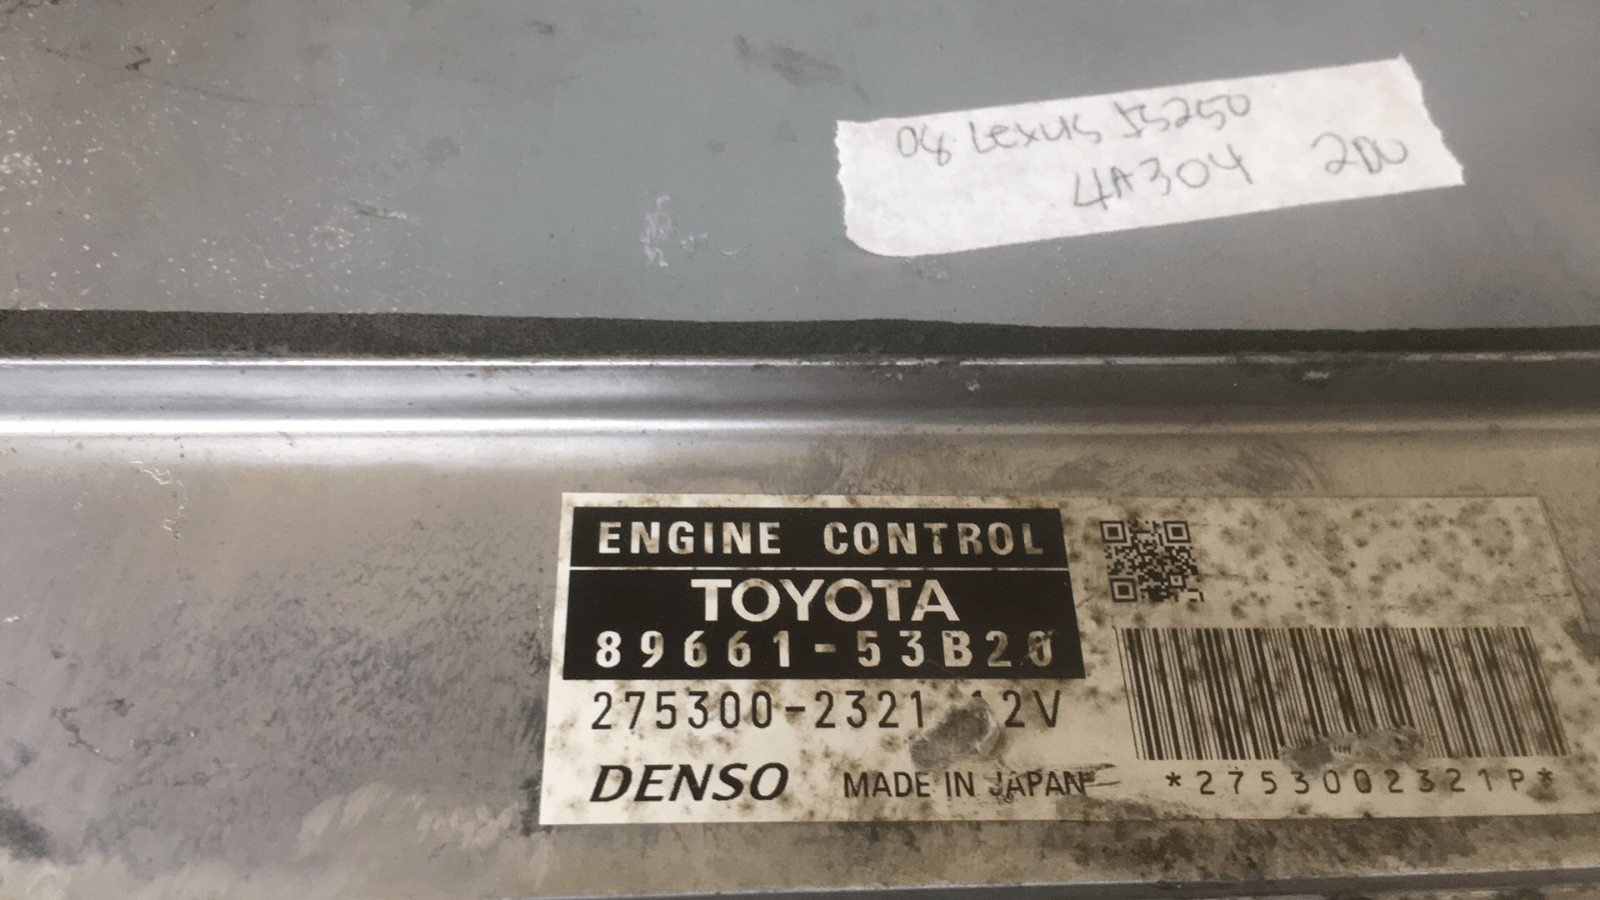 08 Lexus IS250
4A304 2DU
ENGINE CONTROL
TOYOTA
89661-53B20
275300-2321 12V
DENSO MADE IN JAPAN
*2753002321P*